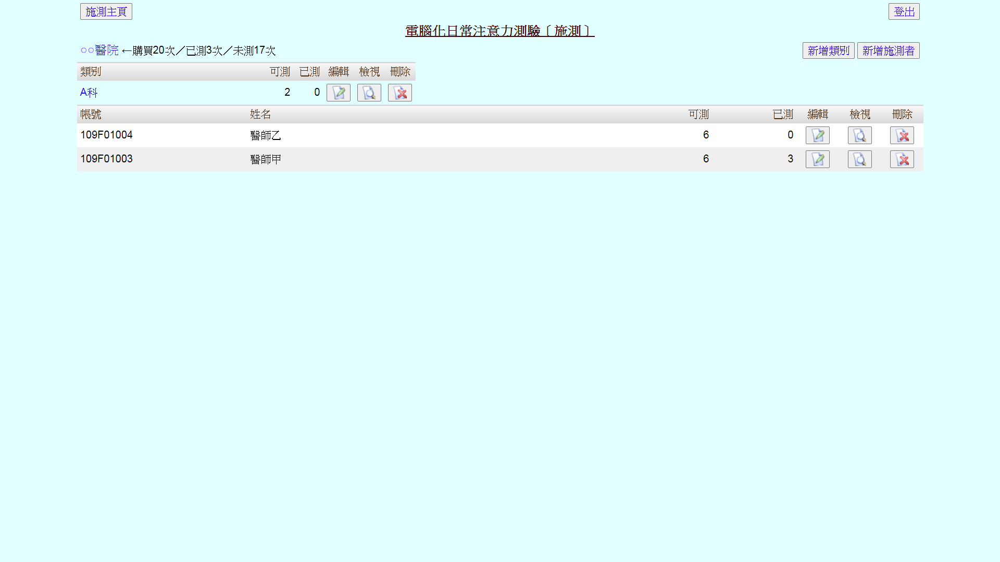 施測主頁 登出
電腦化日常注意力測驗〔施測〕
○○醫院 ←購買20次／已測3次／未測17次 新增類別 新增施測者
類別 可測 已測 編輯 檢視 刪除
A科 2 0
帳號 姓名 可測 已測 編輯 檢視 刪除
109F01004 醫師乙 6 0
109F01003 醫師甲 6 3